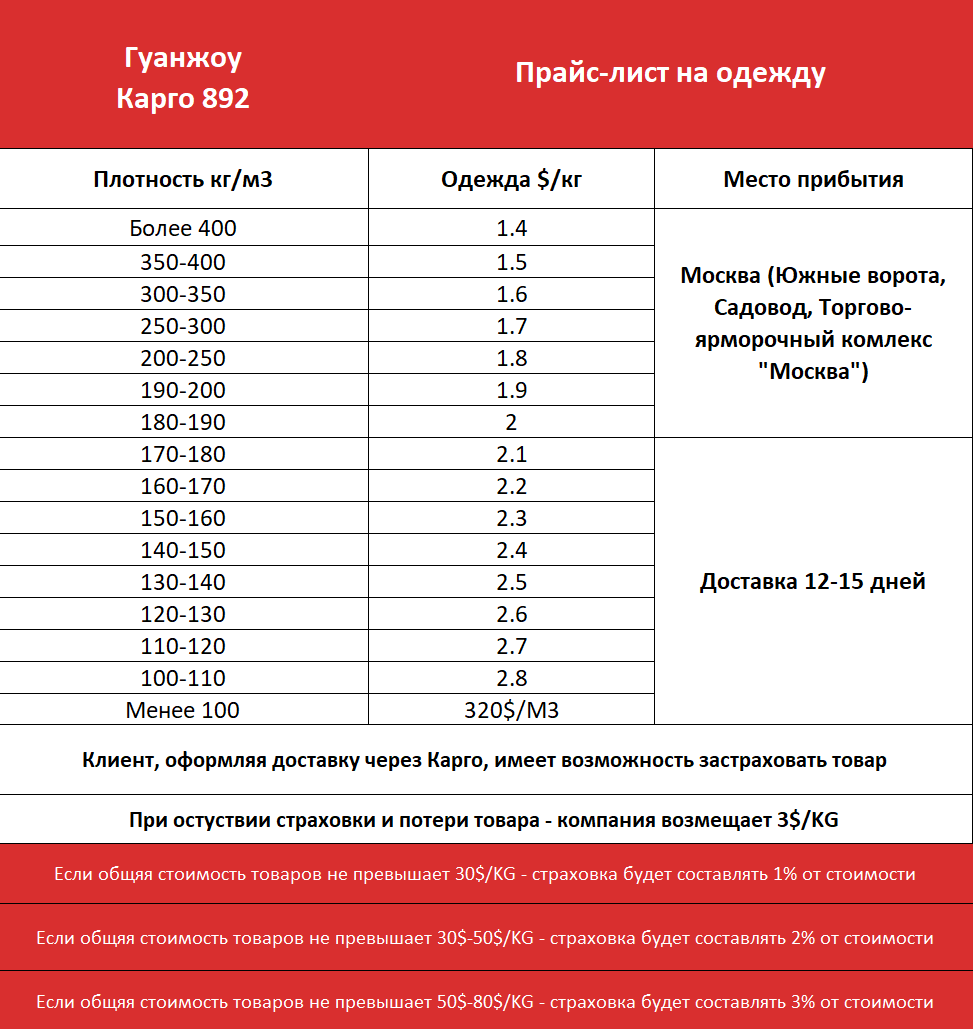 Гуанжоу
Карго 892
Прайс-лист на одежду
Плотность кг/м3 Одежда $/кг Место прибытия
Более 400 1.4
350-400 1.5
300-350 1.6
250-300 1.7
200-250 1.8
190-200 1.9
180-190 2
Москва (Южные ворота,
Садовод, Торгово-
ярморочный комлекс
"Москва")
170-180 2.1
160-170 2.2
150-160 2.3
140-150 2.4
130-140 2.5
120-130 2.6
110-120 2.7
100-110 2.8
Менее 100 320$/М3
Доставка 12-15 дней
Клиент, оформляя доставку через Карго, имеет возможность застраховать товар
При остуствии страховки и потери товара - компания возмещает 3$/KG
Если общяя стоимость товаров не превышает 30$/KG - страховка будет составлять 1% от стоимости
Если общяя стоимость товаров не превышает 30$-50$/KG - страховка будет составлять 2% от стоимости
Если общяя стоимость товаров не превышает 50$-80$/KG - страховка будет составлять 3% от стоимости